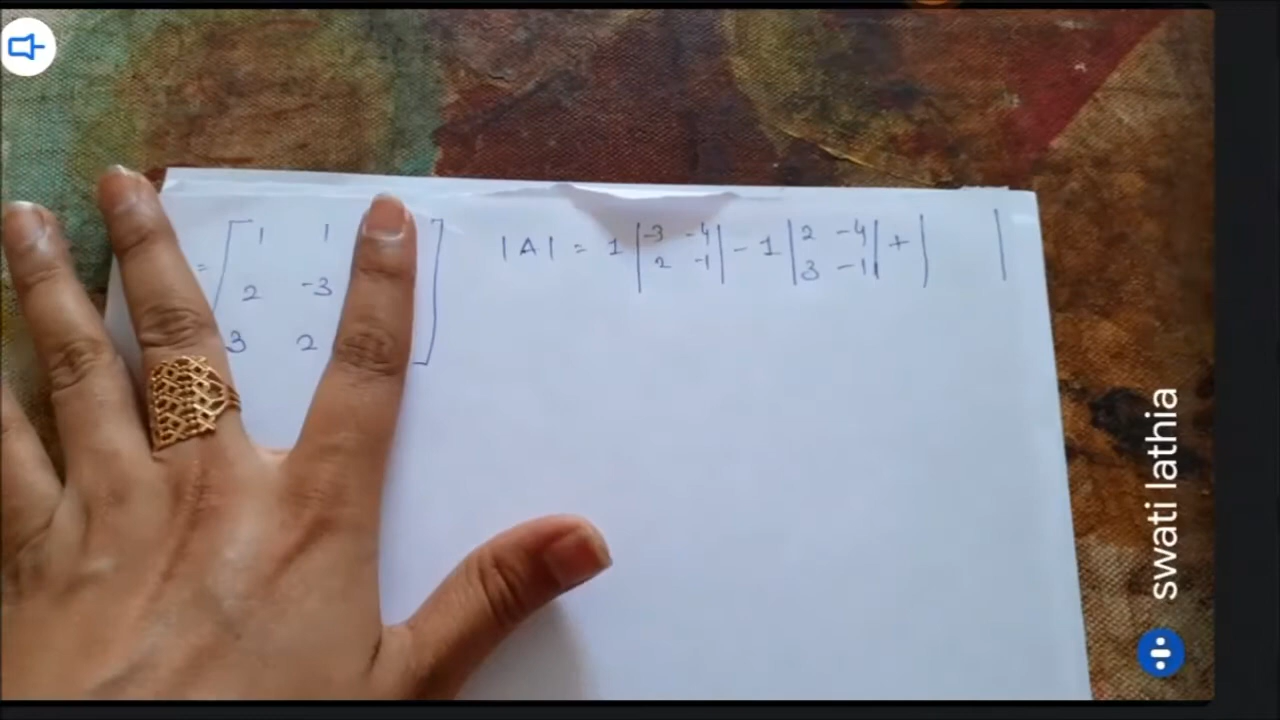 = [ 1 1
2 -3
3 2 ]
|A| = 1 | -3 -4 | - 1 | 2 -4 | + | |
2 -1 3 -1
swati lathia